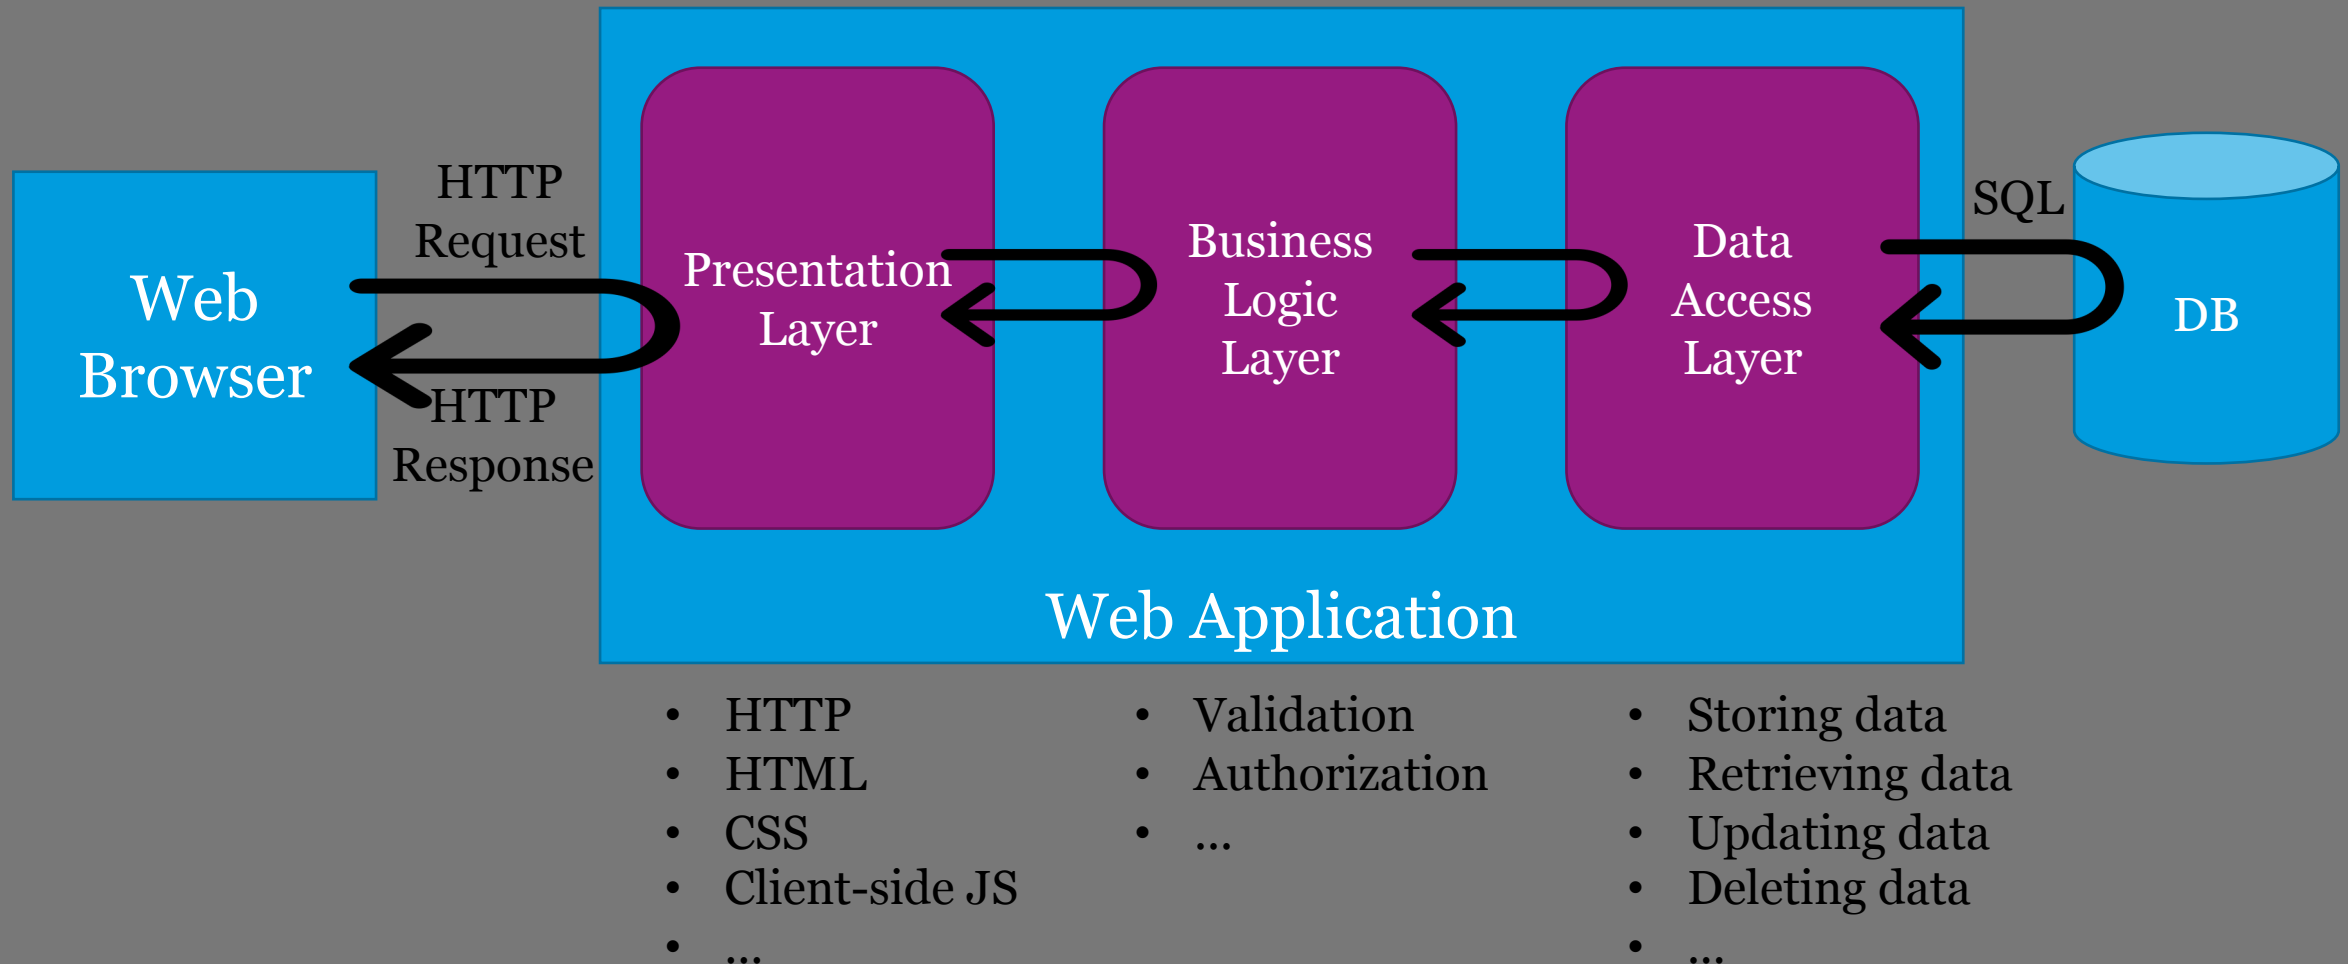 HTTP
Request
Web
Browser
HTTP
Response
Presentation
Layer
Business
Logic
Layer
Data
Access
Layer
SQL
DB
Web Application
• HTTP
• HTML
• CSS
• Client-side JS
• ...
• Validation
• Authorization
• ...
• Storing data
• Retrieving data
• Updating data
• Deleting data
• ...